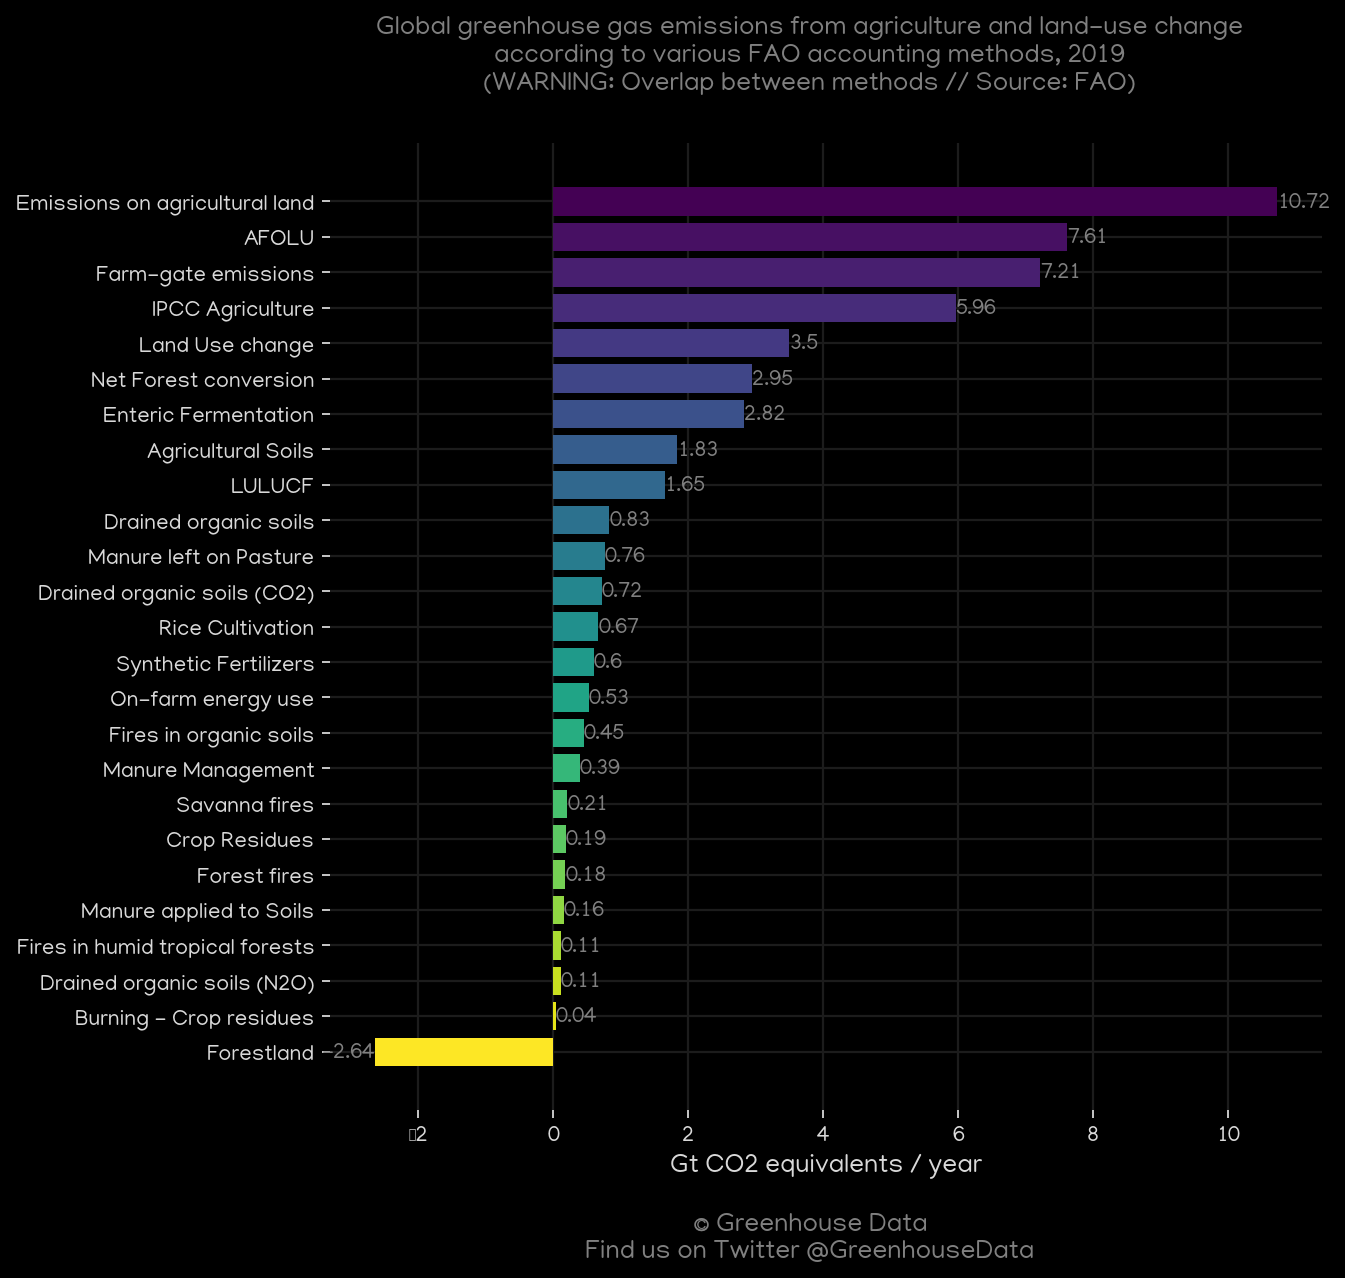 Global greenhouse gas emissions from agriculture and land-use change
according to various FAO accounting methods, 2019
(WARNING: Overlap between methods // Source: FAO)
Emissions on agricultural land 10.72
AFOLU 7.61
Farm-gate emissions 7.21
IPCC Agriculture 5.96
Land Use change 3.5
Net Forest conversion 2.95
Enteric Fermentation 2.82
Agricultural Soils 1.83
LULUCF 1.65
Drained organic soils 0.83
Manure left on Pasture 0.76
Drained organic soils (CO2) 0.72
Rice Cultivation 0.67
Synthetic Fertilizers 0.6
On-farm energy use 0.53
Fires in organic soils 0.45
Manure Management 0.39
Savanna fires 0.21
Crop Residues 0.19
Forest fires 0.18
Manure applied to Soils 0.16
Fires in humid tropical forests 0.11
Drained organic soils (N2O) 0.11
Burning - Crop residues 0.04
Forestland -2.64
▯2 0 2 4 6 8 10
Gt CO2 equivalents / year
© Greenhouse Data
Find us on Twitter @GreenhouseData